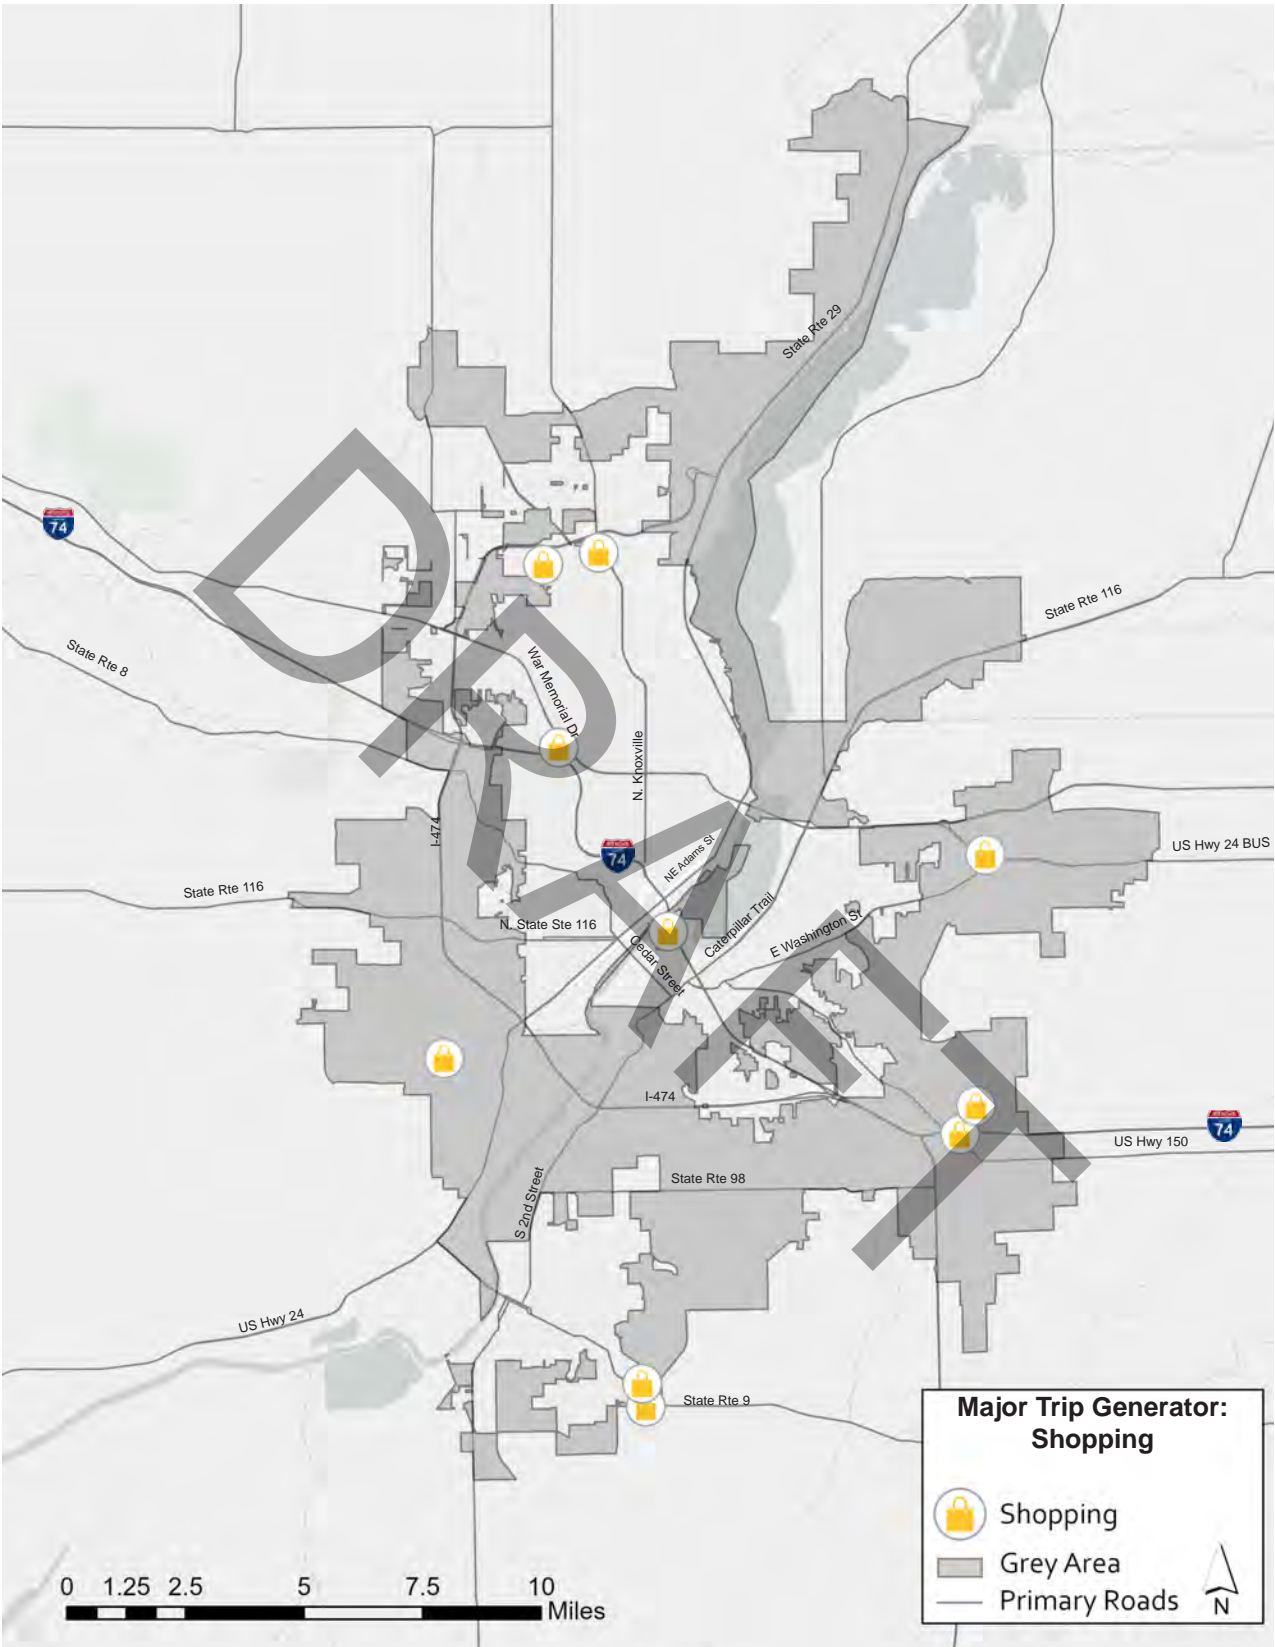 State Rte 29
74
State Rte 116
State Rte 8
War Memorial Dr
N. Knoxville
I-474
74
NE Adams St
US Hwy 24 BUS
State Rte 116
N. State Ste 116
Cedar Street
Caterpillar Trail
E Washington St
I-474
74
US Hwy 150
State Rte 98
S 2nd Street
US Hwy 24
State Rte 9
DRAFT
Major Trip Generator:
Shopping
Shopping
Grey Area
Primary Roads
N
0 1.25 2.5 5 7.5 10
Miles